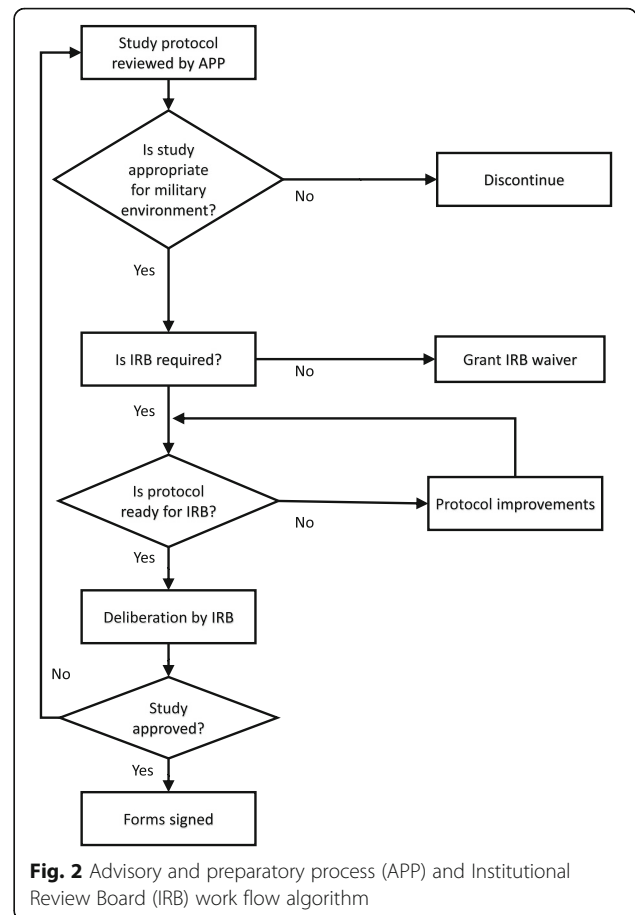 Study protocol
reviewed by APP
Is study
appropriate
for military
environment?
No
Discontinue
Yes
Is IRB required?
No
Grant IRB waiver
Yes
Is protocol
ready for IRB?
No
Protocol improvements
Yes
Deliberation by IRB
No
Study
approved?
Yes
Forms signed
Fig. 2 Advisory and preparatory process (APP) and Institutional
Review Board (IRB) work flow algorithm